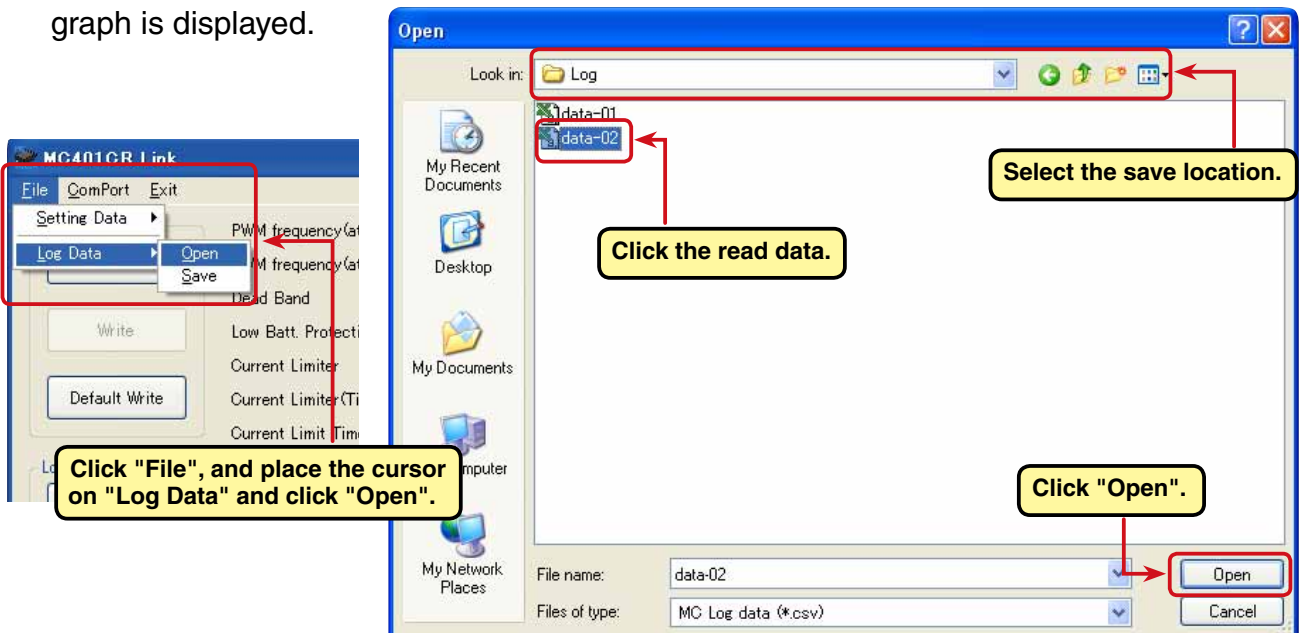 graph is displayed.
MC401CR Link
File ComPort Exit
Setting Data
Log Data
Open
Save
PWM frequency(at
M frequency(at
Dead Band
Write
Low Batt. Protecti
Current Limiter
Default Write
Current Limiter(Ti
Current Limit Tim
Click "File", and place the cursor
on "Log Data" and click "Open".
Open
Look in:
Log
data-01
data-02
My Recent
Documents
Desktop
My Documents
mputer
My Network
Places
Select the save location.
Click the read data.
Click "Open".
File name:
data-02
Open
Files of type:
MC Log data (*.csv)
Cancel